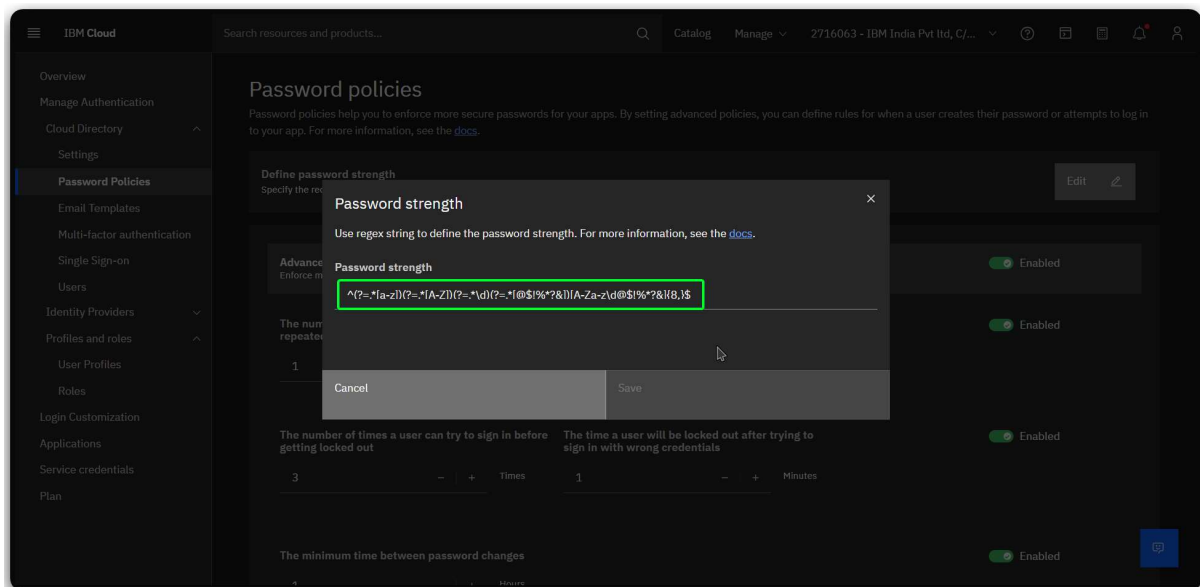 IBM Cloud
Search resources and products...
Catalog
Manage
2716063 - IBM India Pvt ltd, C/...
Overview
Manage Authentication
Cloud Directory
Settings
Password Policies
Email Templates
Multi-factor authentication
Single Sign-on
Users
Identity Providers
Profiles and roles
User Profiles
Roles
Login Customization
Applications
Service credentials
Plan
Password policies
Password policies help you to enforce more secure passwords for your apps. By setting advanced policies, you can define rules for when a user creates their password or attempts to log in
to your app. For more information, see the docs.
Define password strength
Specify the
Edit
Password strength
Use regex string to define the password strength. For more information, see the docs.
Password strength
^(?=.*[a-z])(?=.*[A-Z])(?=.*\d)(?=.*[@$!%*?&])[A-Za-z\d@$!%*?&]{8,}$
Cancel
Save
Enabled
The
Enabled
1
The number of times a user can try to sign in before
getting locked out
3
Times
The time a user will be locked out after trying to
sign in with wrong credentials
1
Minutes
Enabled
The minimum time between password changes
Enabled
1
Hours